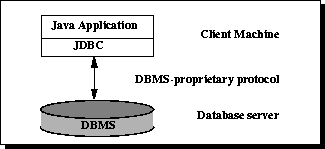 Java Application
Client Machine
JDBC
DBMS-proprietary protocol
Database server
DBMS